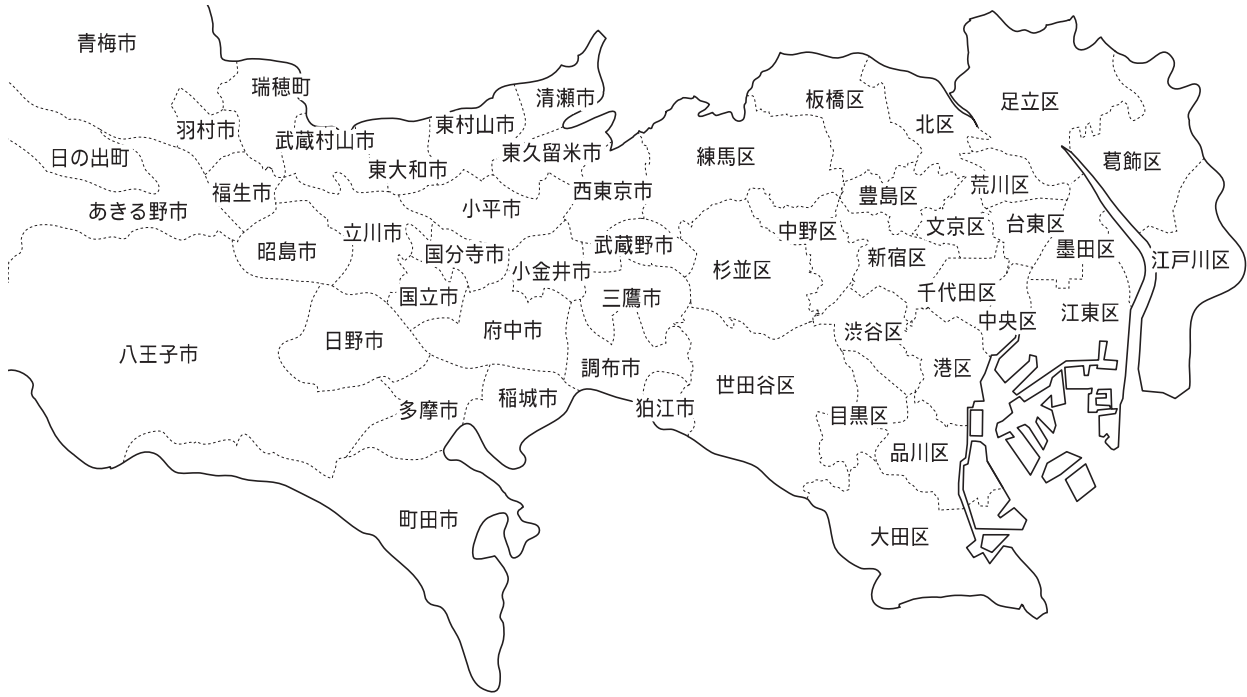 青梅市
瑞穂町
羽村市
武蔵村山市
東村山市
清瀬市
板橋区
北区
足立区
日の出町
福生市
東大和市
東久留米市
練馬区
葛飾区
あきる野市
昭島市
立川市
小平市
西東京市
中野区
豊島区
荒川区
文京区
台東区
墨田区
江戸川区
国分寺市
小金井市
武蔵野市
杉並区
新宿区
千代田区
国立市
三鷹市
中央区
江東区
八王子市
日野市
府中市
調布市
渋谷区
港区
世田谷区
多摩市
稲城市
狛江市
目黒区
品川区
町田市
大田区